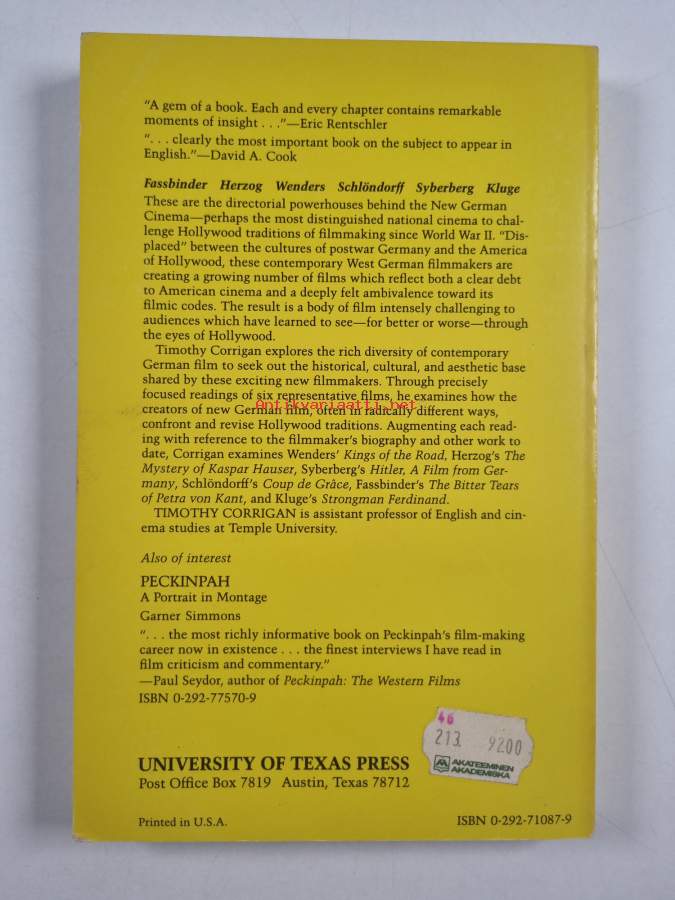 “A gem of a book. Each and every chapter contains remarkable
moments of insight . . .”—Eric Rentschler
“. . . clearly the most important book on the subject to appear in
English.”—David A. Cook
Fassbinder Herzog Wenders Schlöndorff Syberberg Kluge
These are the directorial powerhouses behind the New German
Cinema—perhaps the most distinguished national cinema to chal-
lenge Hollywood traditions of filmmaking since World War II. “Dis-
placed” between the cultures of postwar Germany and the America
of Hollywood, these contemporary West German filmmakers are
creating a growing number of films which reflect both a clear debt
to American cinema and a deeply felt ambivalence toward its
filmic codes. The result is a body of film intensely challenging to
audiences which have learned to see—for better or worse—through
the eyes of Hollywood.
Timothy Corrigan explores the rich diversity of contemporary
German film to seek out the historical, cultural, and aesthetic base
shared by these exciting new filmmakers. Through precisely
focused readings of six representative films, he examines how the
Antikvariaatti.net
creators of new German film, often in radically different ways,
confront and revise Hollywood traditions. Augmenting each read-
ing with reference to the filmmaker’s biography and other work to
date, Corrigan examines Wenders’ Kings of the Road, Herzog’s The
Mystery of Kaspar Hauser, Syberberg’s Hitler, A Film from Ger-
many, Schlöndorff’s Coup de Grâce, Fassbinder’s The Bitter Tears
of Petra von Kant, and Kluge’s Strongman Ferdinand.
TIMOTHY CORRIGAN is assistant professor of English and cin-
ema studies at Temple University.
Also of interest
PECKINPAH
A Portrait in Montage
Garner Simmons
“. . . the most richly informative book on Peckinpah’s film-making
career now in existence . . . the finest interviews I have read in
film criticism and commentary.”
—Paul Seydor, author of Peckinpah: The Western Films
ISBN 0-292-77570-9
46
213 9200
AKATEEMINEN
AKADEMISKA
UNIVERSITY OF TEXAS PRESS
Post Office Box 7819 Austin, Texas 78712
Printed in U.S.A. ISBN 0-292-71087-9